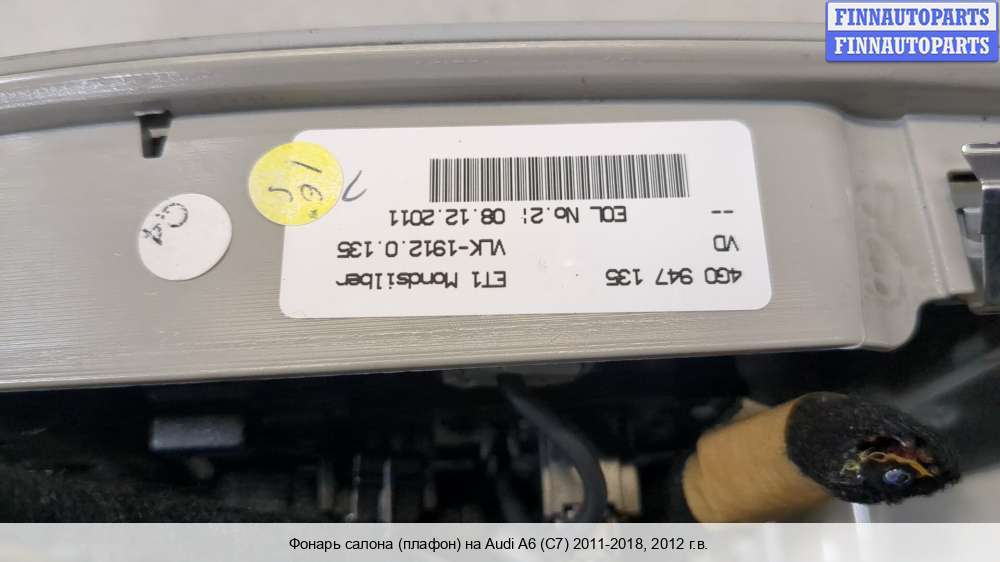 FINNAUTOPARTS
FINNAUTOPARTS
4G0 947 135 ET1 Mondsilber
VD VLK-1912.0.135
-- EOL No.2: 08.12.2011
Фонарь салона (плафон) на Audi A6 (C7) 2011-2018, 2012 г.в.